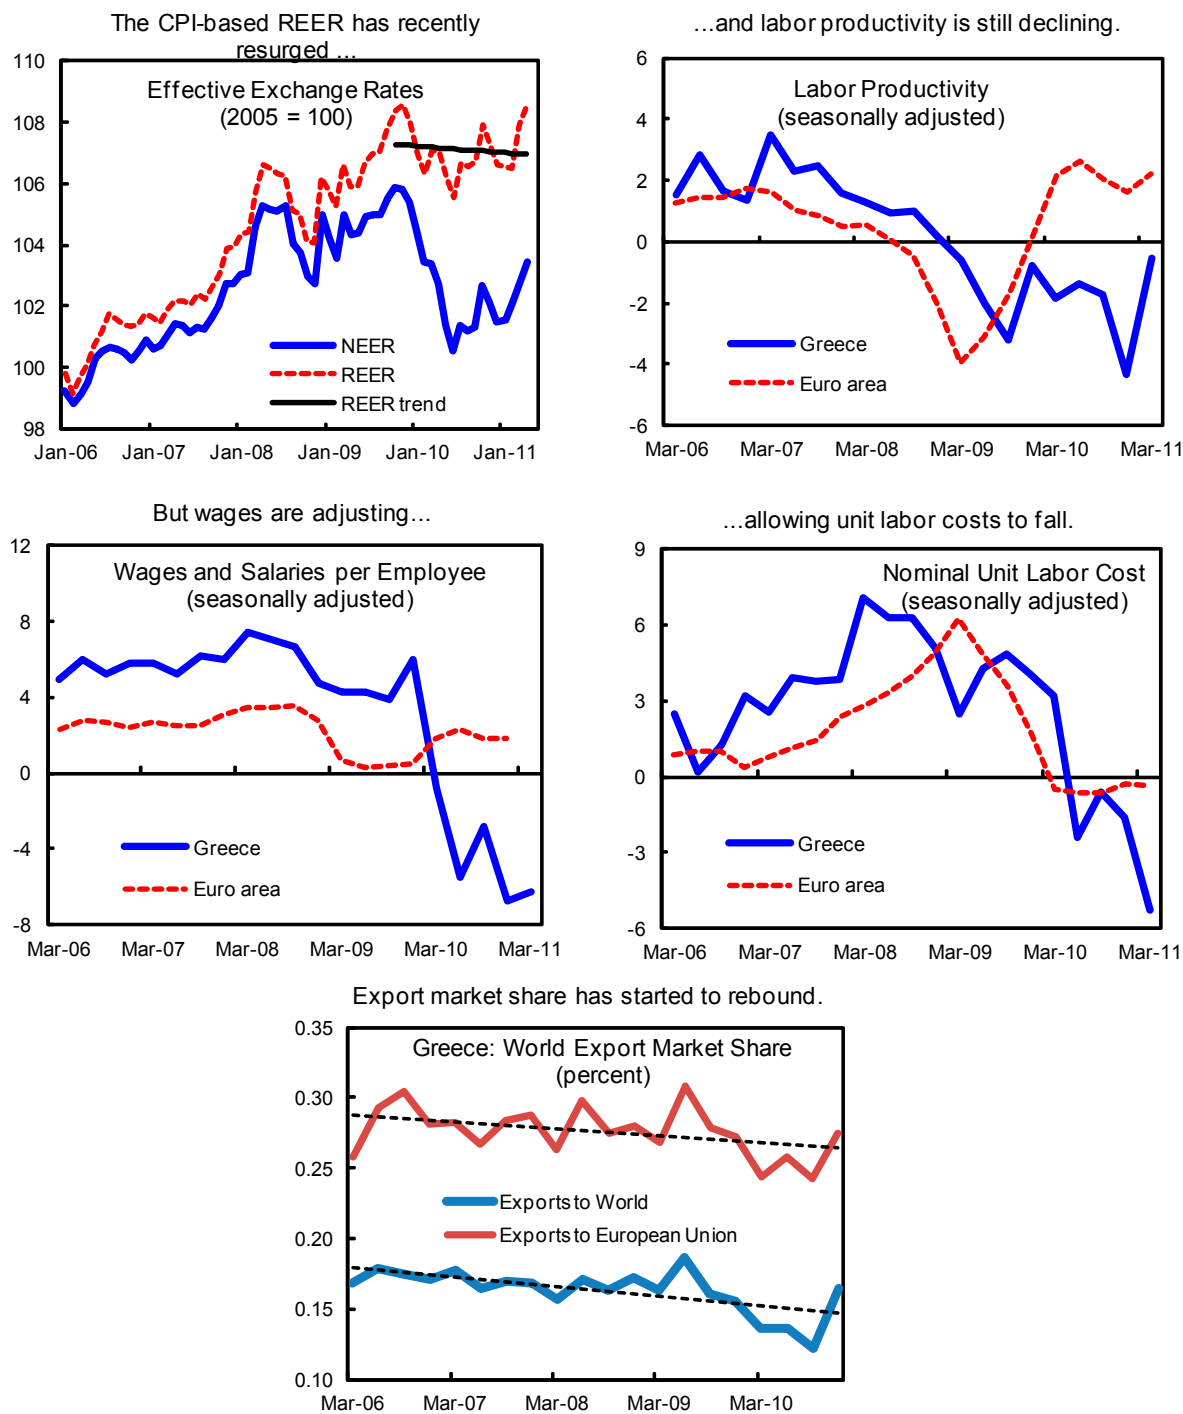 The CPI-based REER has recently
resurged ...
Effective Exchange Rates
(2005 = 100)
110
108
106
104
102
100
98
NEER
REER
REER trend
Jan-06
Jan-07
Jan-08
Jan-09
Jan-10
Jan-11
...and labor productivity is still declining.
Labor Productivity
(seasonally adjusted)
6
4
2
0
-2
-4
-6
Greece
Euro area
Mar-06
Mar-07
Mar-08
Mar-09
Mar-10
Mar-11
But wages are adjusting...
Wages and Salaries per Employee
(seasonally adjusted)
12
8
4
0
-4
-8
Greece
Euro area
Mar-06
Mar-07
Mar-08
Mar-09
Mar-10
Mar-11
...allowing unit labor costs to fall.
Nominal Unit Labor Cost
(seasonally adjusted)
9
6
3
0
-3
-6
Greece
Euro area
Mar-06
Mar-07
Mar-08
Mar-09
Mar-10
Mar-11
Export market share has started to rebound.
Greece: World Export Market Share
(percent)
0.35
0.30
0.25
0.20
0.15
0.10
Exports to World
Exports to European Union
Mar-06
Mar-07
Mar-08
Mar-09
Mar-10